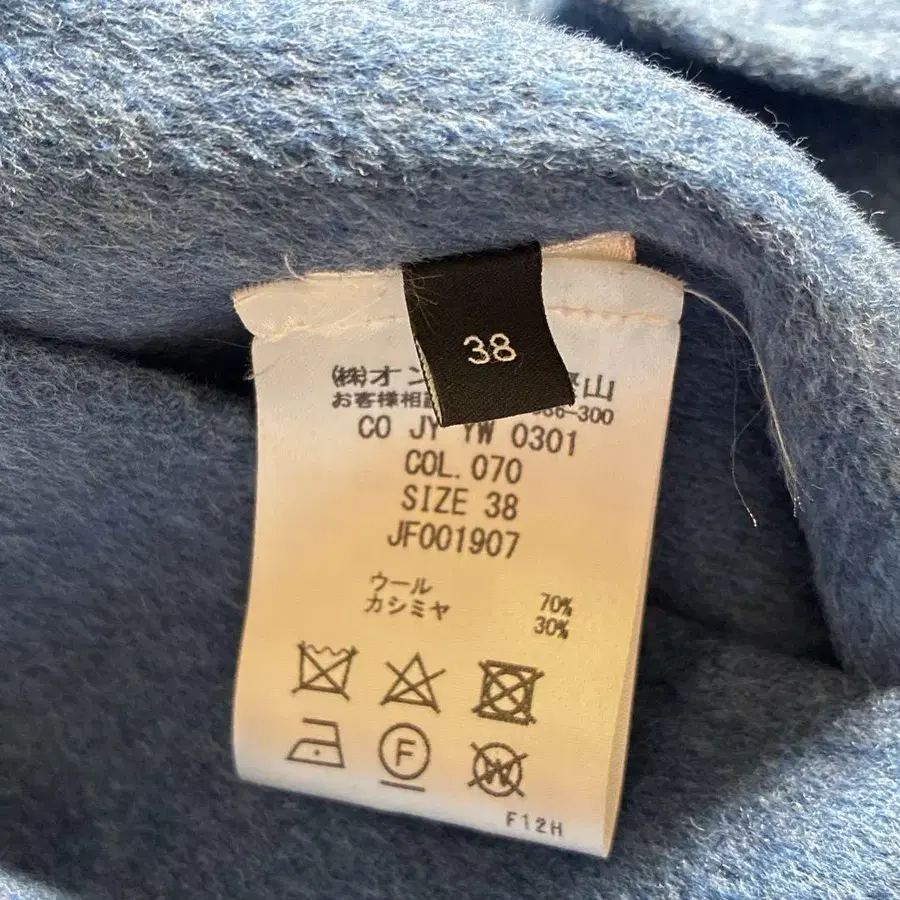 38
(株)オン 山
お客様相 -300
CO JY YW 0301
COL. 070
SIZE 38
JF001907
ウール 70%
カシミヤ 30%
F
W
F12H